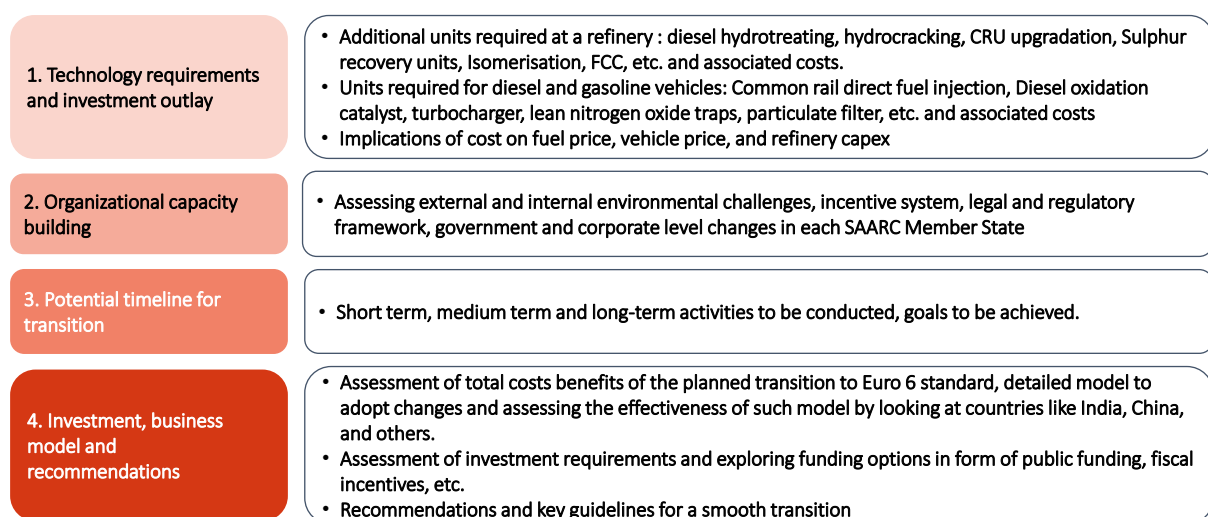 1. Technology requirements
and investment outlay
• Additional units required at a refinery : diesel hydrotreating, hydrocracking, CRU upgradation, Sulphur
recovery units, Isomerisation, FCC, etc. and associated costs.
• Units required for diesel and gasoline vehicles: Common rail direct fuel injection, Diesel oxidation
catalyst, turbocharger, lean nitrogen oxide traps, particulate filter, etc. and associated costs
• Implications of cost on fuel price, vehicle price, and refinery capex
2. Organizational capacity
building
• Assessing external and internal environmental challenges, incentive system, legal and regulatory
framework, government and corporate level changes in each SAARC Member State
3. Potential timeline for
transition
• Short term, medium term and long-term activities to be conducted, goals to be achieved.
4. Investment, business
model and
recommendations
• Assessment of total costs benefits of the planned transition to Euro 6 standard, detailed model to
adopt changes and assessing the effectiveness of such model by looking at countries like India, China,
and others.
• Assessment of investment requirements and exploring funding options in form of public funding, fiscal
incentives, etc.
• Recommendations and key guidelines for a smooth transition